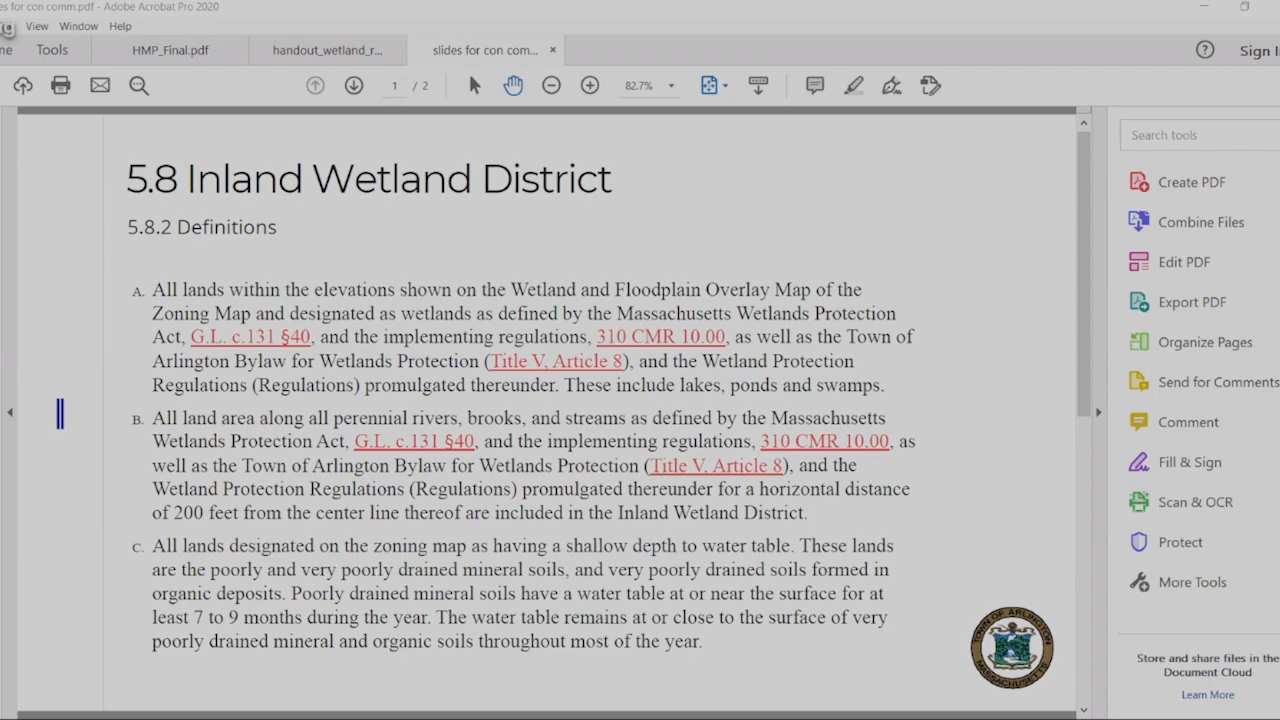 es for con comm.pdf - Adobe Acrobat Pro 2020
View Window Help
Tools HMP_Final.pdf handout_wetland_r... slides for con com... ×
Sign I
1 / 2 82.7%
Search tools
5.8 Inland Wetland District
5.8.2 Definitions
A. All lands within the elevations shown on the Wetland and Floodplain Overlay Map of the
Zoning Map and designated as wetlands as defined by the Massachusetts Wetlands Protection
Act, G.L. c.131 §40, and the implementing regulations, 310 CMR 10.00, as well as the Town of
Arlington Bylaw for Wetlands Protection (Title V, Article 8), and the Wetland Protection
Regulations (Regulations) promulgated thereunder. These include lakes, ponds and swamps.
B. All land area along all perennial rivers, brooks, and streams as defined by the Massachusetts
Wetlands Protection Act, G.L. c.131 §40, and the implementing regulations, 310 CMR 10.00, as
well as the Town of Arlington Bylaw for Wetlands Protection (Title V, Article 8), and the
Wetland Protection Regulations (Regulations) promulgated thereunder for a horizontal distance
of 200 feet from the center line thereof are included in the Inland Wetland District.
C. All lands designated on the zoning map as having a shallow depth to water table. These lands
are the poorly and very poorly drained mineral soils, and very poorly drained soils formed in
organic deposits. Poorly drained mineral soils have a water table at or near the surface for at
least 7 to 9 months during the year. The water table remains at or close to the surface of very
poorly drained mineral and organic soils throughout most of the year.
TOWN OF ARLINGTON
MASSACHUSETTS
Create PDF
Combine Files
Edit PDF
Export PDF
Organize Pages
Send for Comments
Comment
Fill & Sign
Scan & OCR
Protect
More Tools
Store and share files in the
Document Cloud
Learn More